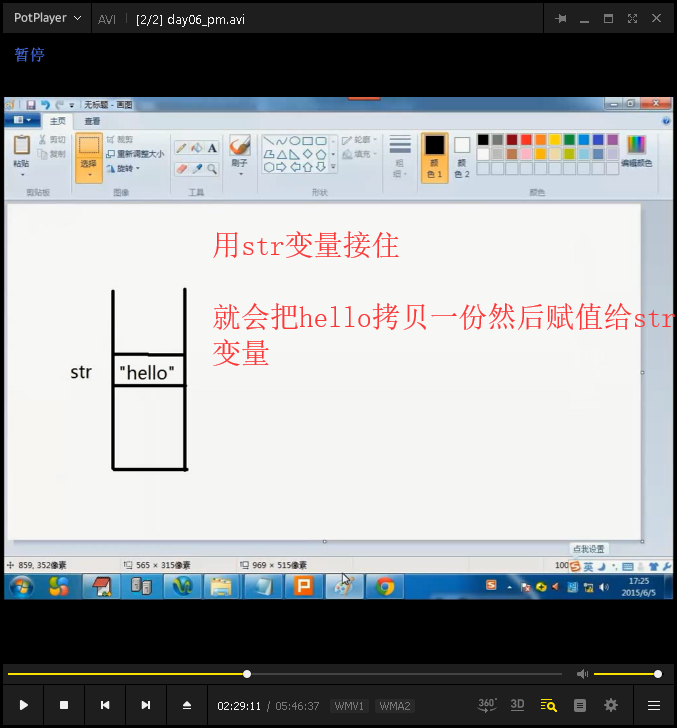 PotPlayer
AVI
[2/2] day06_pm.avi
暂停
无标题 - 画图
主页
查看
粘贴
剪切
复制
剪贴板
选择
裁剪
重新调整大小
旋转
图像
A
工具
刷子
形状
轮廓
填充
粗细
颜色 1
颜色 2
编辑颜色
颜色
用str变量接住
就会把hello拷贝一份然后赋值给str
变量
str
"hello"
点我设置
859, 352像素
565 × 315像素
969 × 515像素
100
英
17:25
2015/6/5
02:29:11 / 05:46:37
WMV1
WMA2
360°
3D